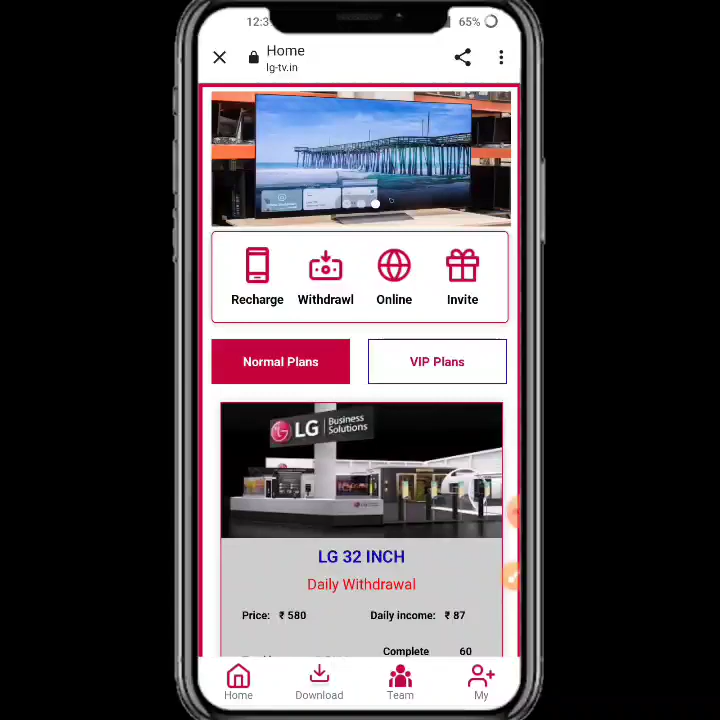 12:3
65%
Home
lg-tv.in
Recharge
Withdrawl
Online
Invite
Normal Plans
VIP Plans
LG Business Solutions
LG 32 INCH
Daily Withdrawal
Price: ₹ 580
Daily income: ₹ 87
Complete 60
Home
Download
Team
My